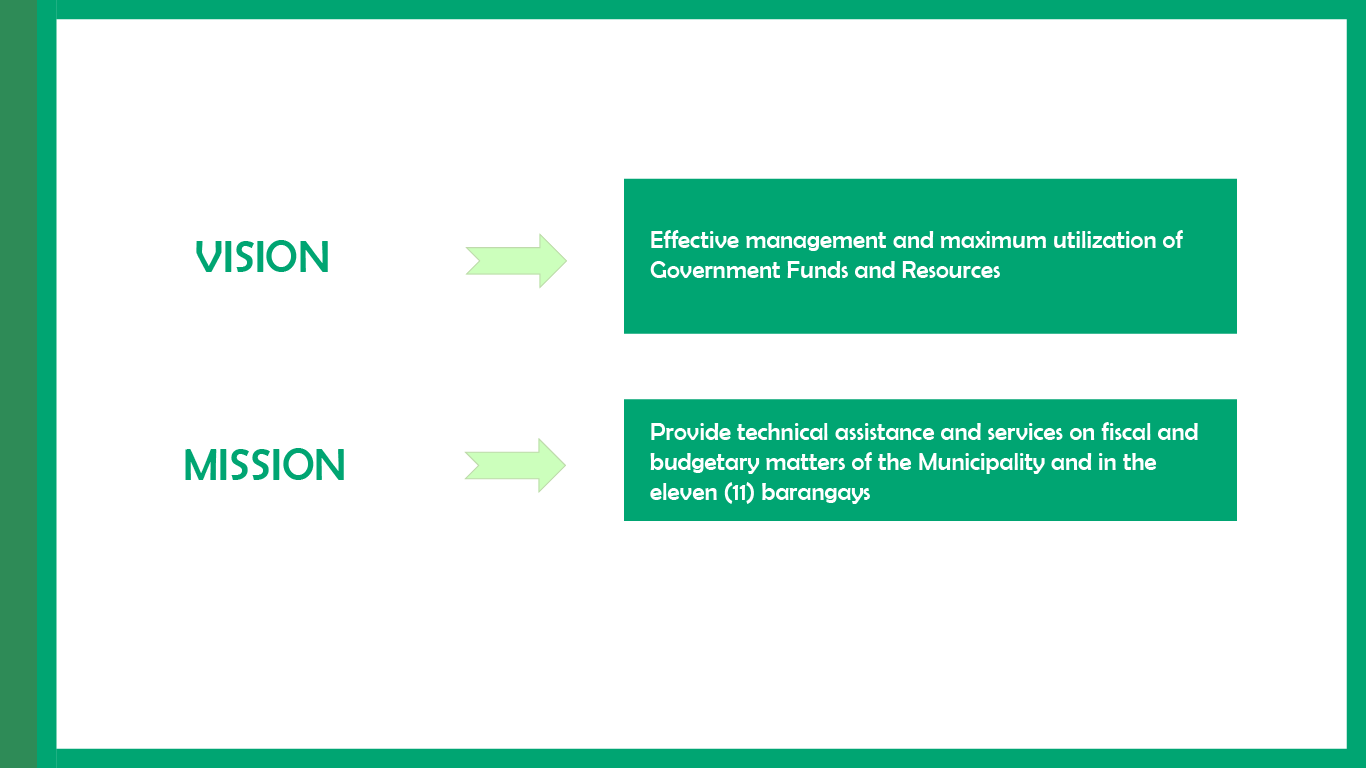 VISION
Effective management and maximum utilization of
Government Funds and Resources
MISSION
Provide technical assistance and services on fiscal and
budgetary matters of the Municipality and in the
eleven (11) barangays